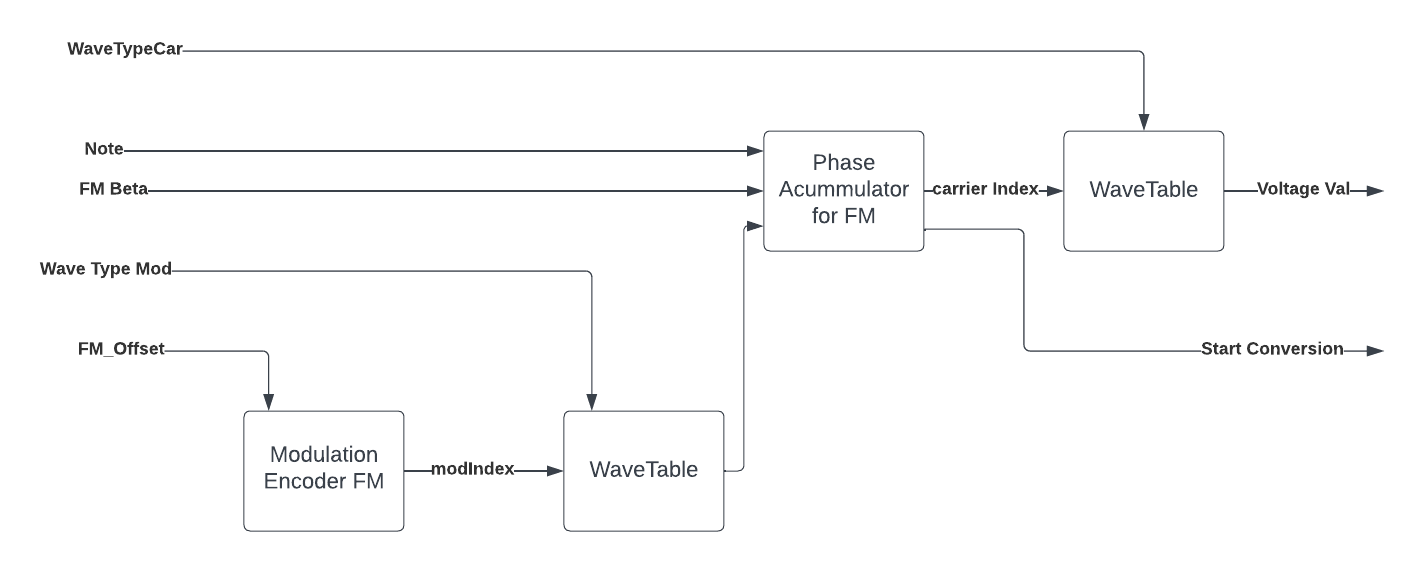 WaveTypeCar
Note
FM Beta
Phase
Acummulator
for FM
carrier Index
WaveTable
Voltage Val
Wave Type Mod
FM_Offset
Start Conversion
Modulation
Encoder FM
modIndex
WaveTable